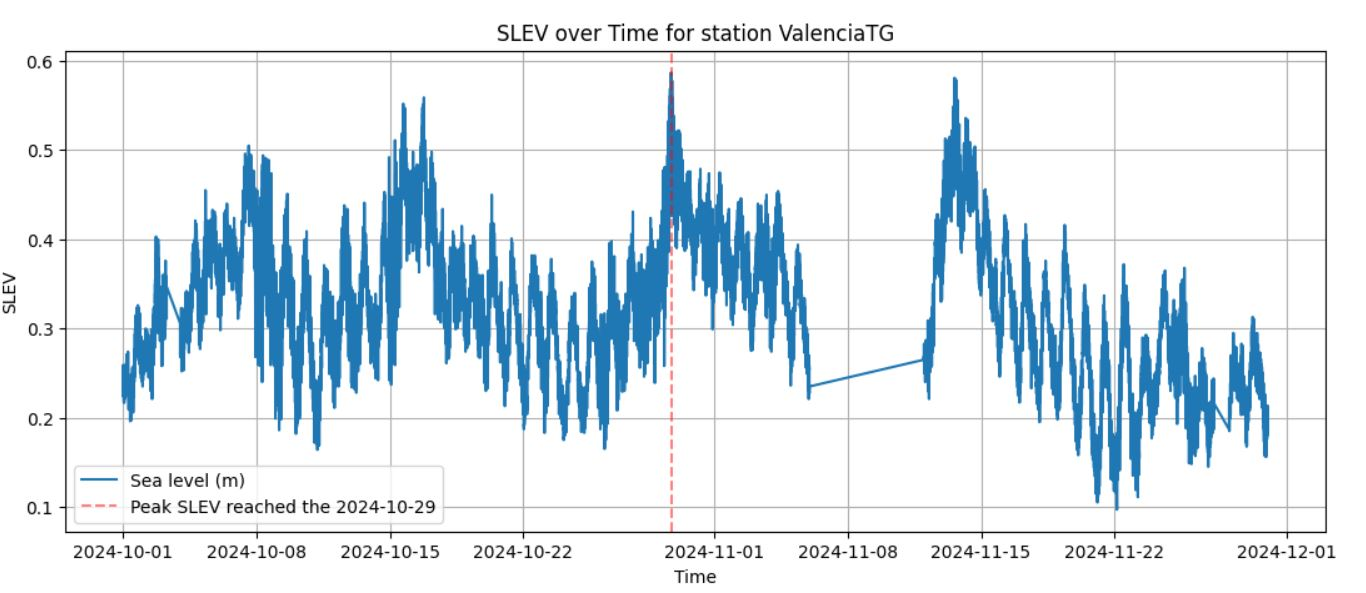 SLEV over Time for station ValenciaTG
0.6
0.5
0.4
0.3
0.2
0.1
SLEV
Sea level (m)
Peak SLEV reached the 2024-10-29
2024-10-01 2024-10-08 2024-10-15 2024-10-22 2024-11-01 2024-11-08 2024-11-15 2024-11-22 2024-12-01
Time